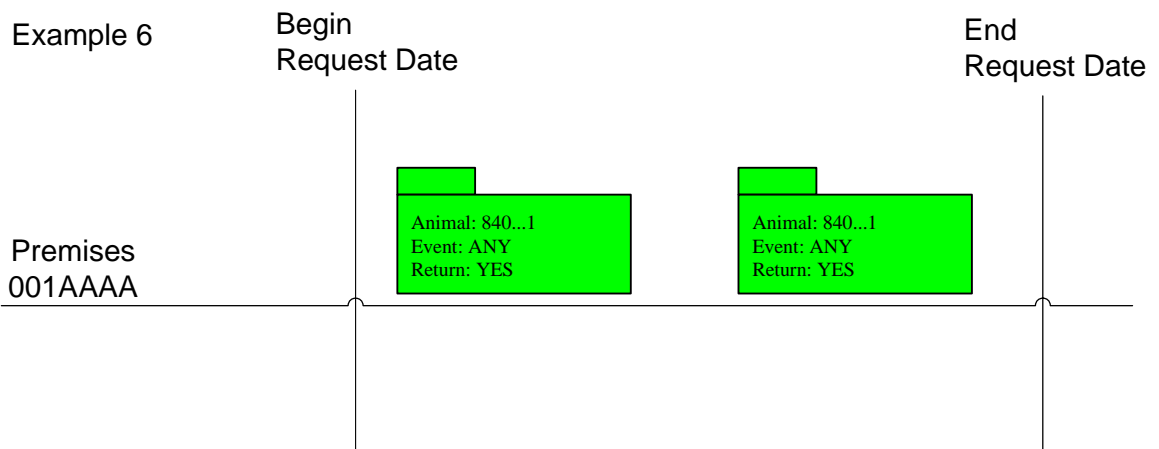 Example 6
Begin
Request Date
End
Request Date
Animal: 840...1
Event: ANY
Return: YES
Animal: 840...1
Event: ANY
Return: YES
Premises
001AAAA